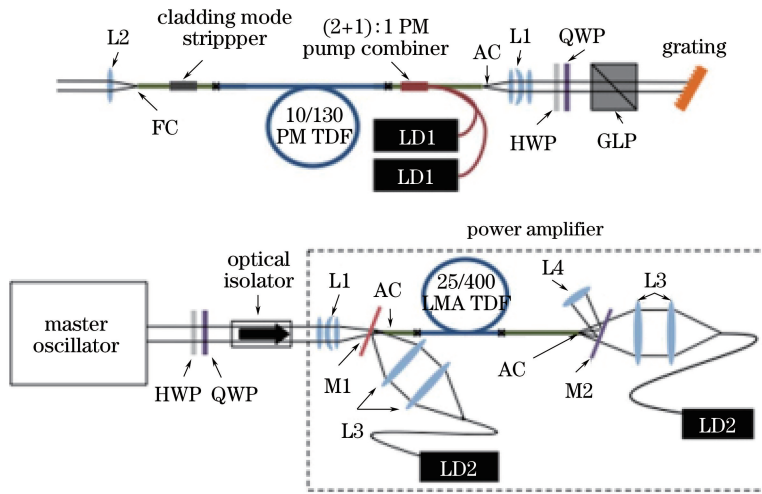 cladding mode
strippper
(2+1):1 PM
pump combiner
L2
AC
L1
QWP
grating
FC
10/130
PM TDF
LD1
LD1
HWP
GLP
power amplifier
optical
isolator
L1
AC
25/400
LMA TDF
L4
L3
master
oscillator
HWP
QWP
M1
L3
AC
M2
LD2
LD2